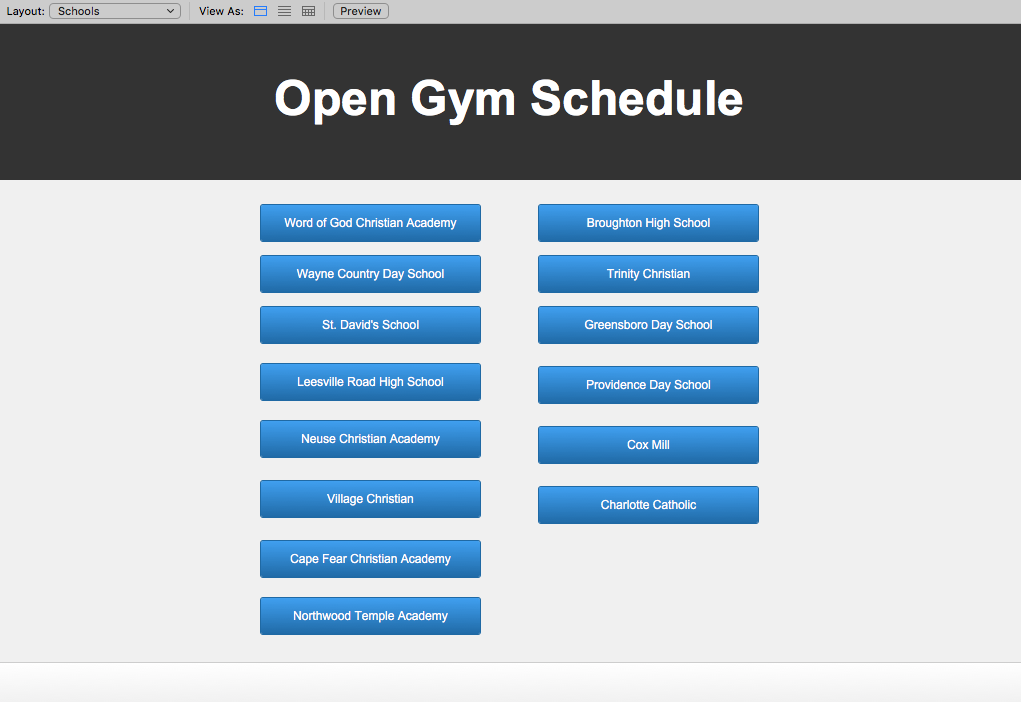 Layout: Schools View As: Preview
Open Gym Schedule
Word of God Christian Academy
Broughton High School
Wayne Country Day School
Trinity Christian
St. David's School
Greensboro Day School
Leesville Road High School
Providence Day School
Neuse Christian Academy
Cox Mill
Village Christian
Charlotte Catholic
Cape Fear Christian Academy
Northwood Temple Academy